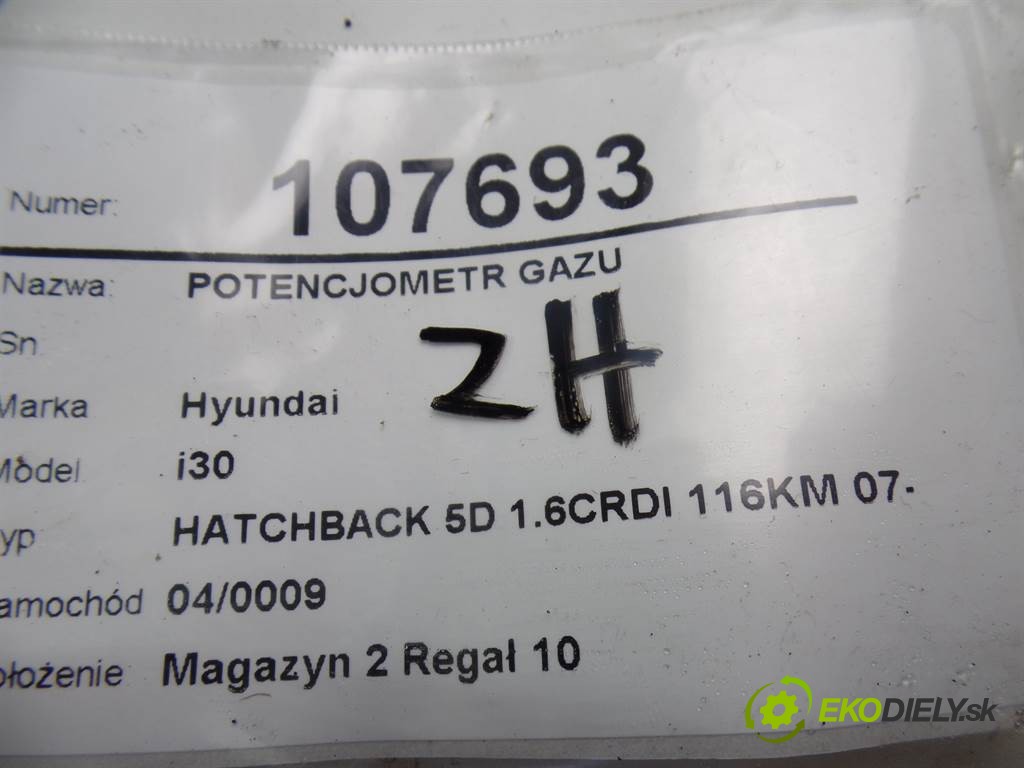 Numer: 107693
Nazwa: POTENCJOMETR GAZU
Sn
ZH
Marka Hyundai
Model i30
yp HATCHBACK 5D 1.6CRDI 116KM 07-
amochód 04/0009
ołożenie Magazyn 2 Regał 10
EKODIELY.sk